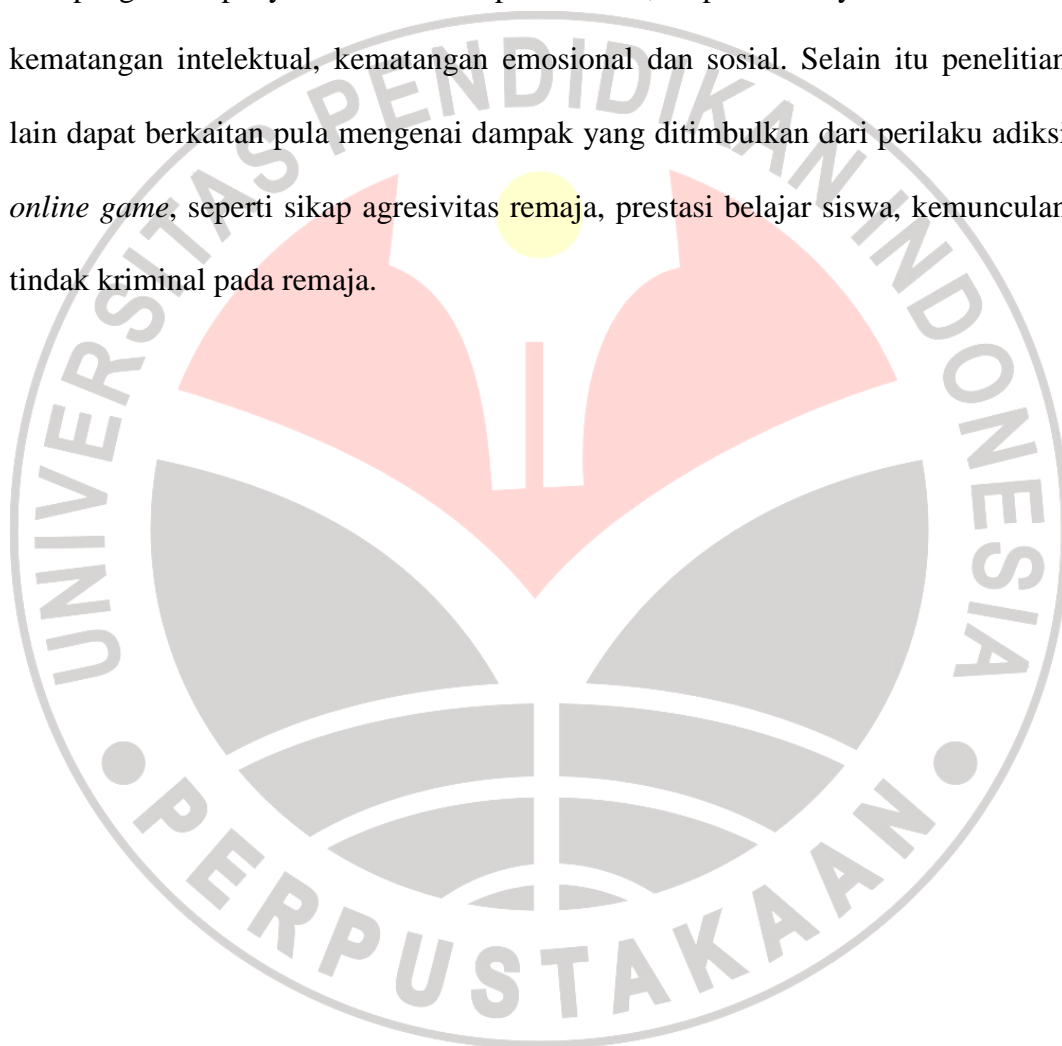 kematangan intelektual, kematangan emosional dan sosial. Selain itu penelitian
lain dapat berkaitan pula mengenai dampak yang ditimbulkan dari perilaku adiksi
online game, seperti sikap agresivitas remaja, prestasi belajar siswa, kemunculan
tindak kriminal pada remaja.
UNIVERSITAS PENDIDIKAN INDONESIA
PERPUSTAKAAN